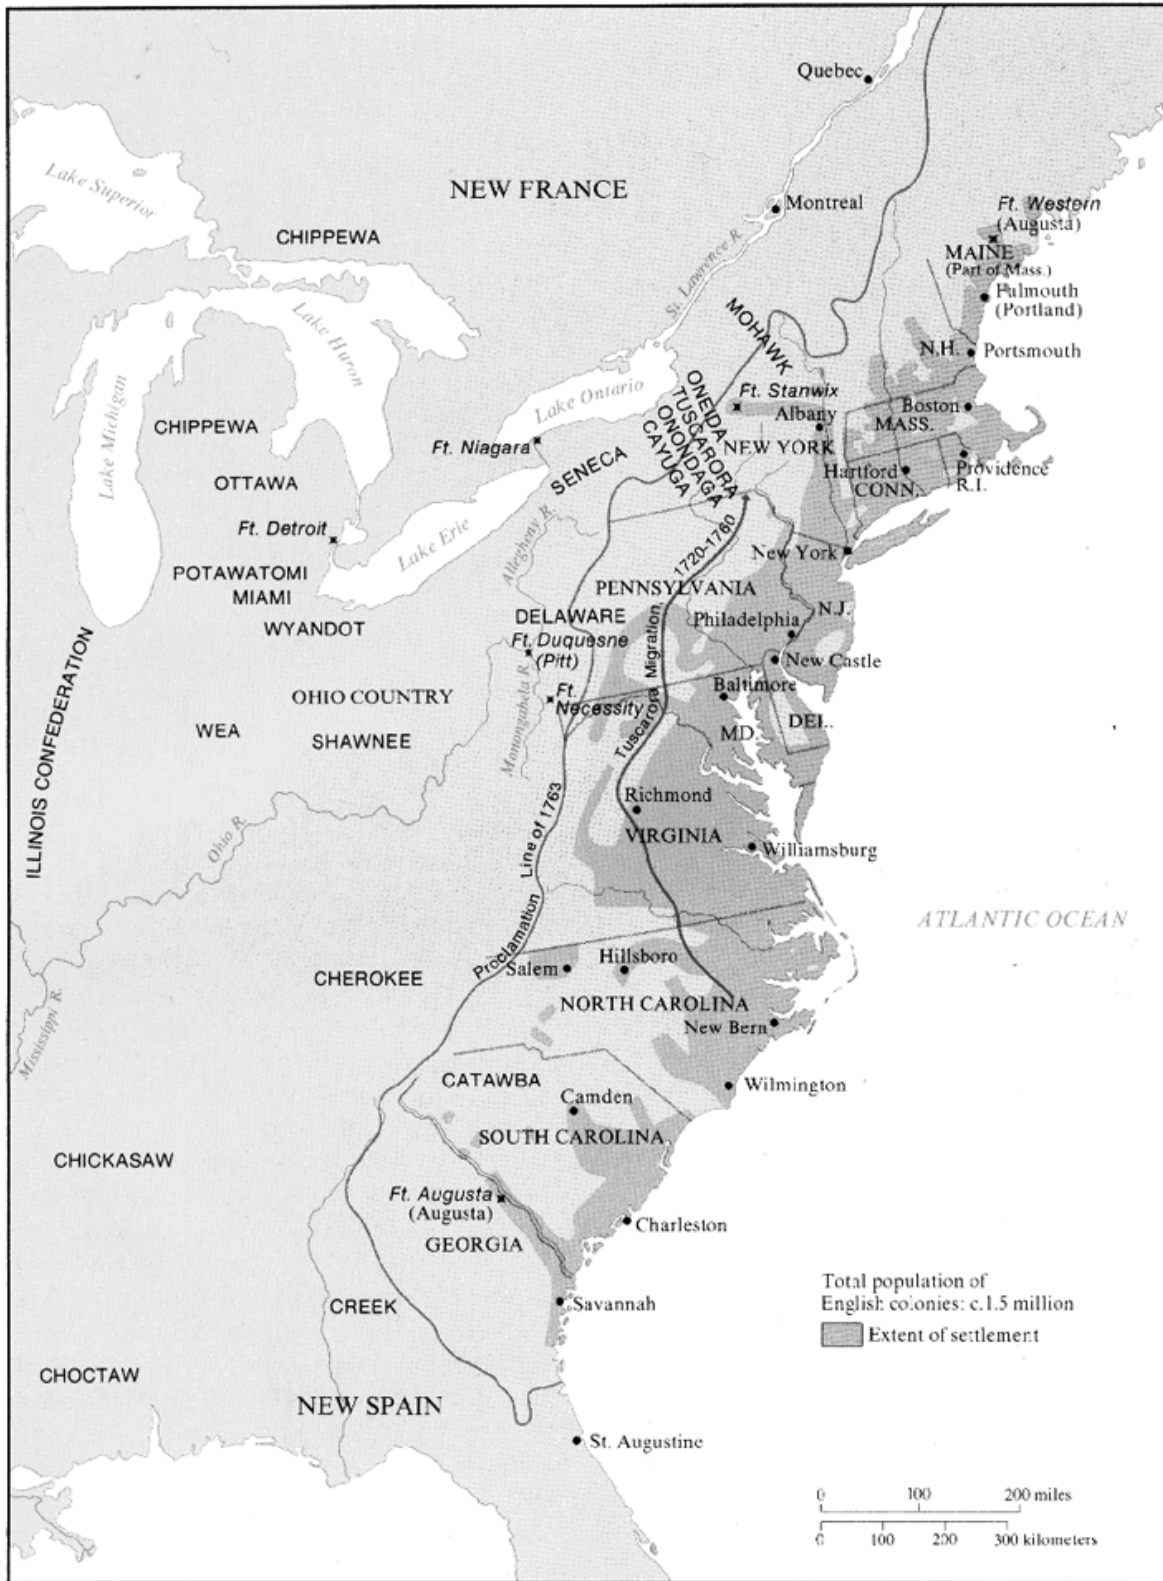 Quebec
Lake Superior
NEW FRANCE
Montreal
Ft. Western
(Augusta)
CHIPPEWA
St. Lawrence R.
MAINE
(Part of Mass.)
Falmouth
(Portland)
Lake Huron
MOHAWK
N.H.
Portsmouth
Lake Michigan
Lake Ontario
ONEIDA
TUSCARORA
ONONDAGA
CAYUGA
Ft. Stanwix
Albany
Boston
MASS.
CHIPPEWA
Ft. Niagara
SENECA
NEW YORK
Hartford
CONN.
Providence
R.I.
OTTAWA
Ft. Detroit
Lake Erie
Allegheny R.
New York
POTAWATOMI
MIAMI
WYANDOT
PENNSYLVANIA
DELAWARE
N.J.
Philadelphia
Ft. Duquesne
(Pitt)
New Castle
Ft.
Necessity
Baltimore
MD.
DEL.
OHIO COUNTRY
Monongahela R.
WEA
SHAWNEE
ILLINOIS CONFEDERATION
Tuscarora Migration, 1720-1760
Ohio R.
Proclamation Line of 1763
Richmond
VIRGINIA
Williamsburg
ATLANTIC OCEAN
CHEROKEE
Salem
Hillsboro
NORTH CAROLINA
New Bern
Mississippi R.
CATAWBA
Wilmington
Camden
SOUTH CAROLINA
CHICKASAW
Ft. Augusta
(Augusta)
Charleston
GEORGIA
Savannah
CREEK
CHOCTAW
NEW SPAIN
St. Augustine
Total population of
English colonies: c.1.5 million
Extent of settlement
0 100 200 miles
0 100 200 300 kilometers